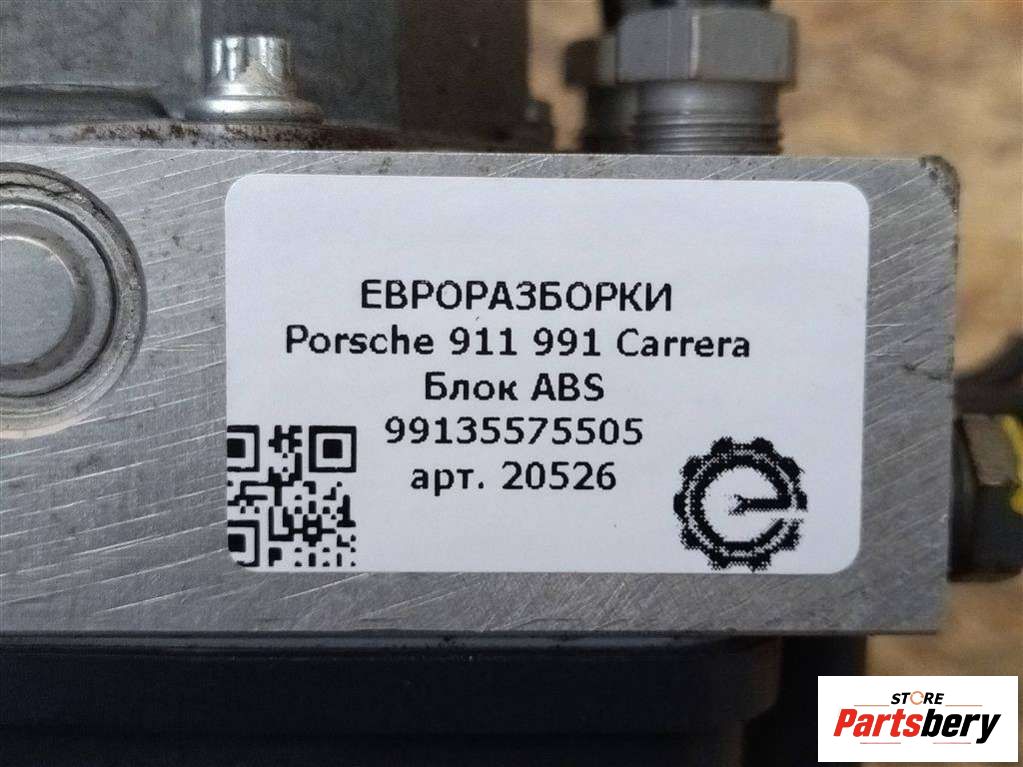 ЕВРОРАЗБОРКИ
Porsche 911 991 Carrera
Блок ABS
99135575505
арт. 20526
STORE
Partsbery